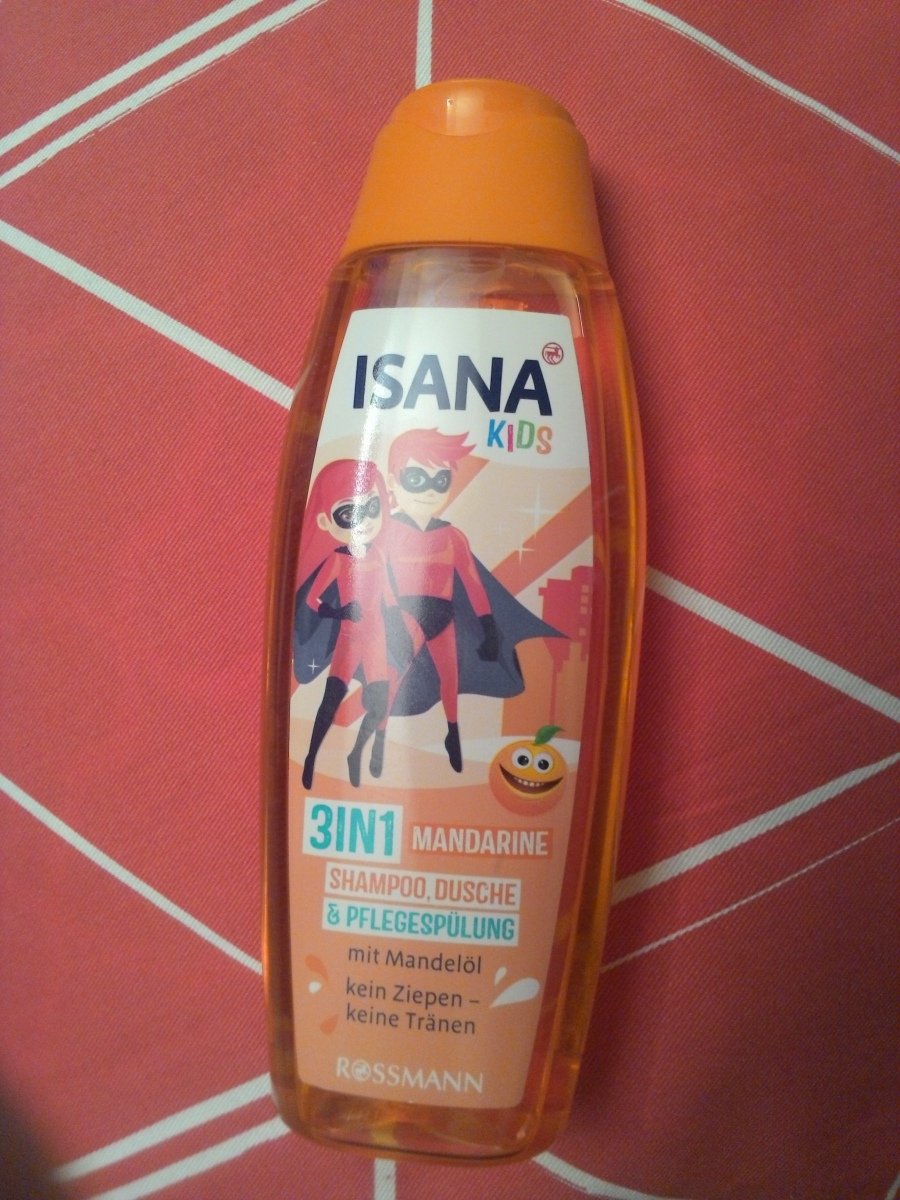 ISANA
KIDS
3IN1 MANDARINE
SHAMPOO, DUSCHE
& PFLEGESPÜLUNG
mit Mandelöl
kein Ziepen –
keine Tränen
ROSSMANN